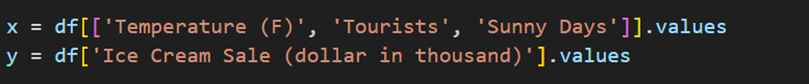 x = df[['Temperature (F)', 'Tourists', 'Sunny Days']].values
y = df['Ice Cream Sale (dollar in thousand)'].values